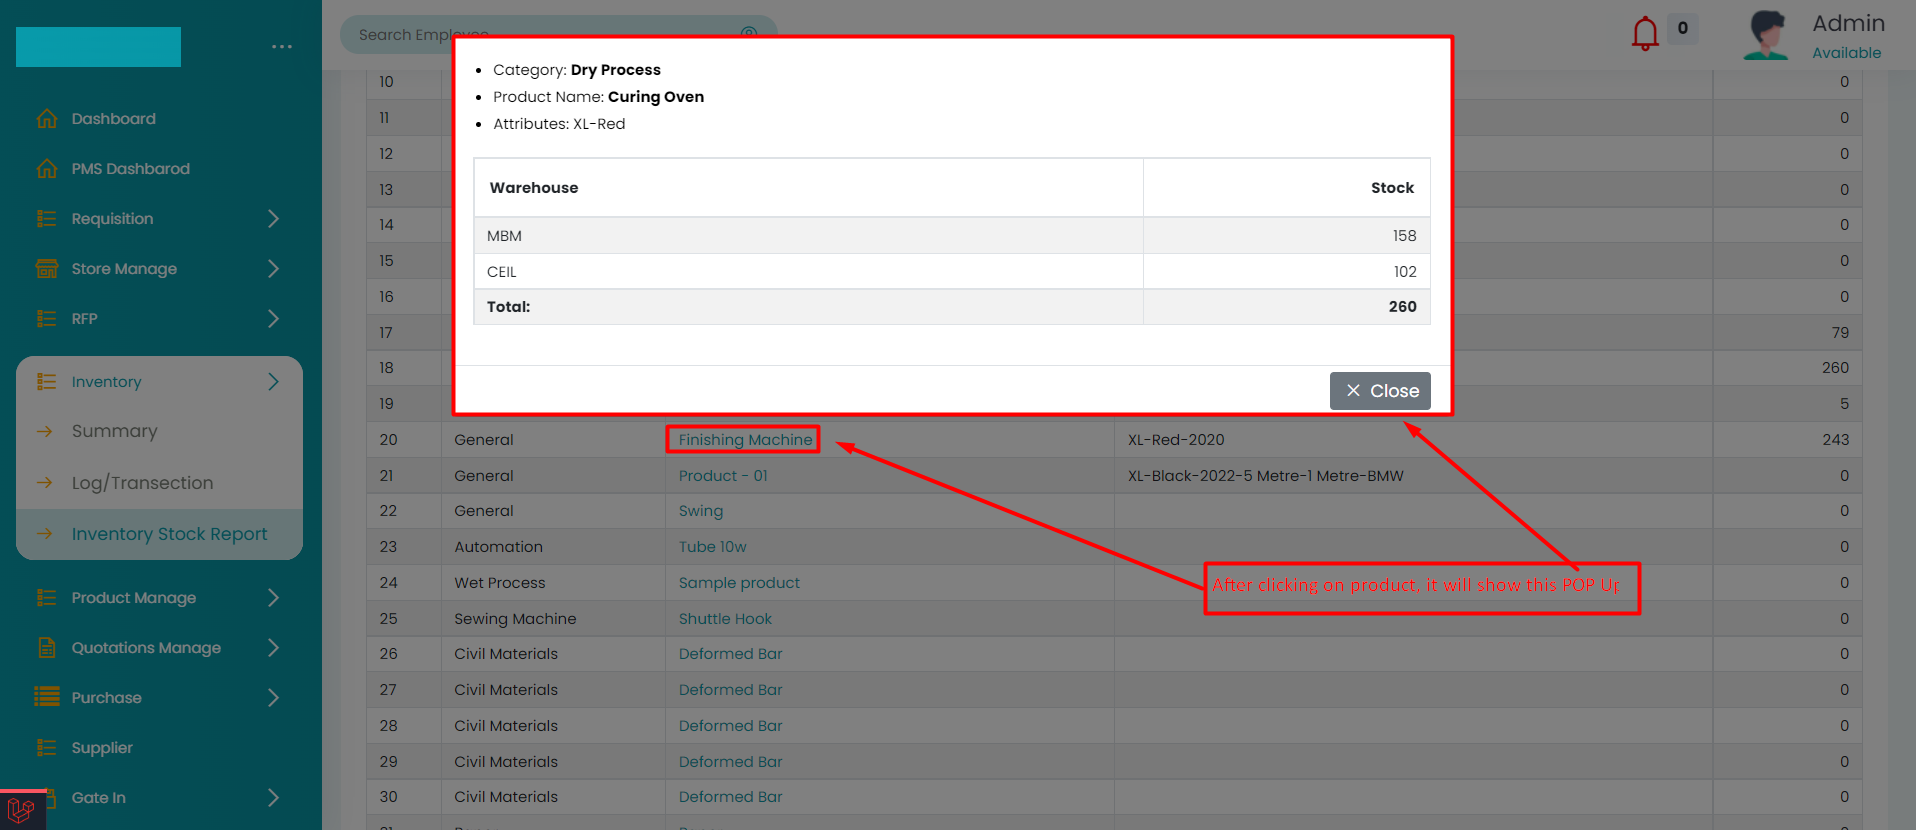 Search Employee
0
Admin
Available
Dashboard
PMS Dashbarod
Requisition
Store Manage
RFP
Inventory
Summary
Log/Transection
Inventory Stock Report
Product Manage
Quotations Manage
Purchase
Supplier
Gate In
Category: Dry Process
Product Name: Curing Oven
Attributes: XL-Red
Warehouse Stock
MBM 158
CEIL 102
Total: 260
Close
10 0
11 0
12 0
13 0
14 0
15 0
16 0
17 79
18 260
19 5
20 General Finishing Machine XL-Red-2020 243
21 General Product - 01 XL-Black-2022-5 Metre-1 Metre-BMW 0
22 General Swing 0
23 Automation Tube 10w 0
24 Wet Process Sample product 0
25 Sewing Machine Shuttle Hook 0
26 Civil Materials Deformed Bar 0
27 Civil Materials Deformed Bar 0
28 Civil Materials Deformed Bar 0
29 Civil Materials Deformed Bar 0
30 Civil Materials Deformed Bar 0
After clicking on product, it will show this POP Up